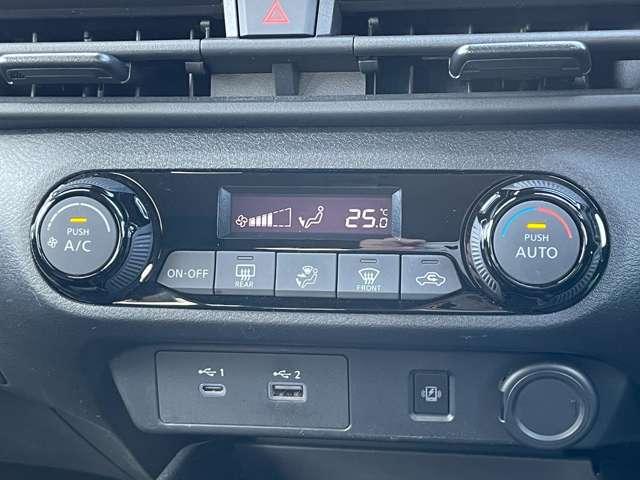 25.0 °C
PUSH
A/C
PUSH
AUTO
ON·OFF
REAR
FRONT
1
2